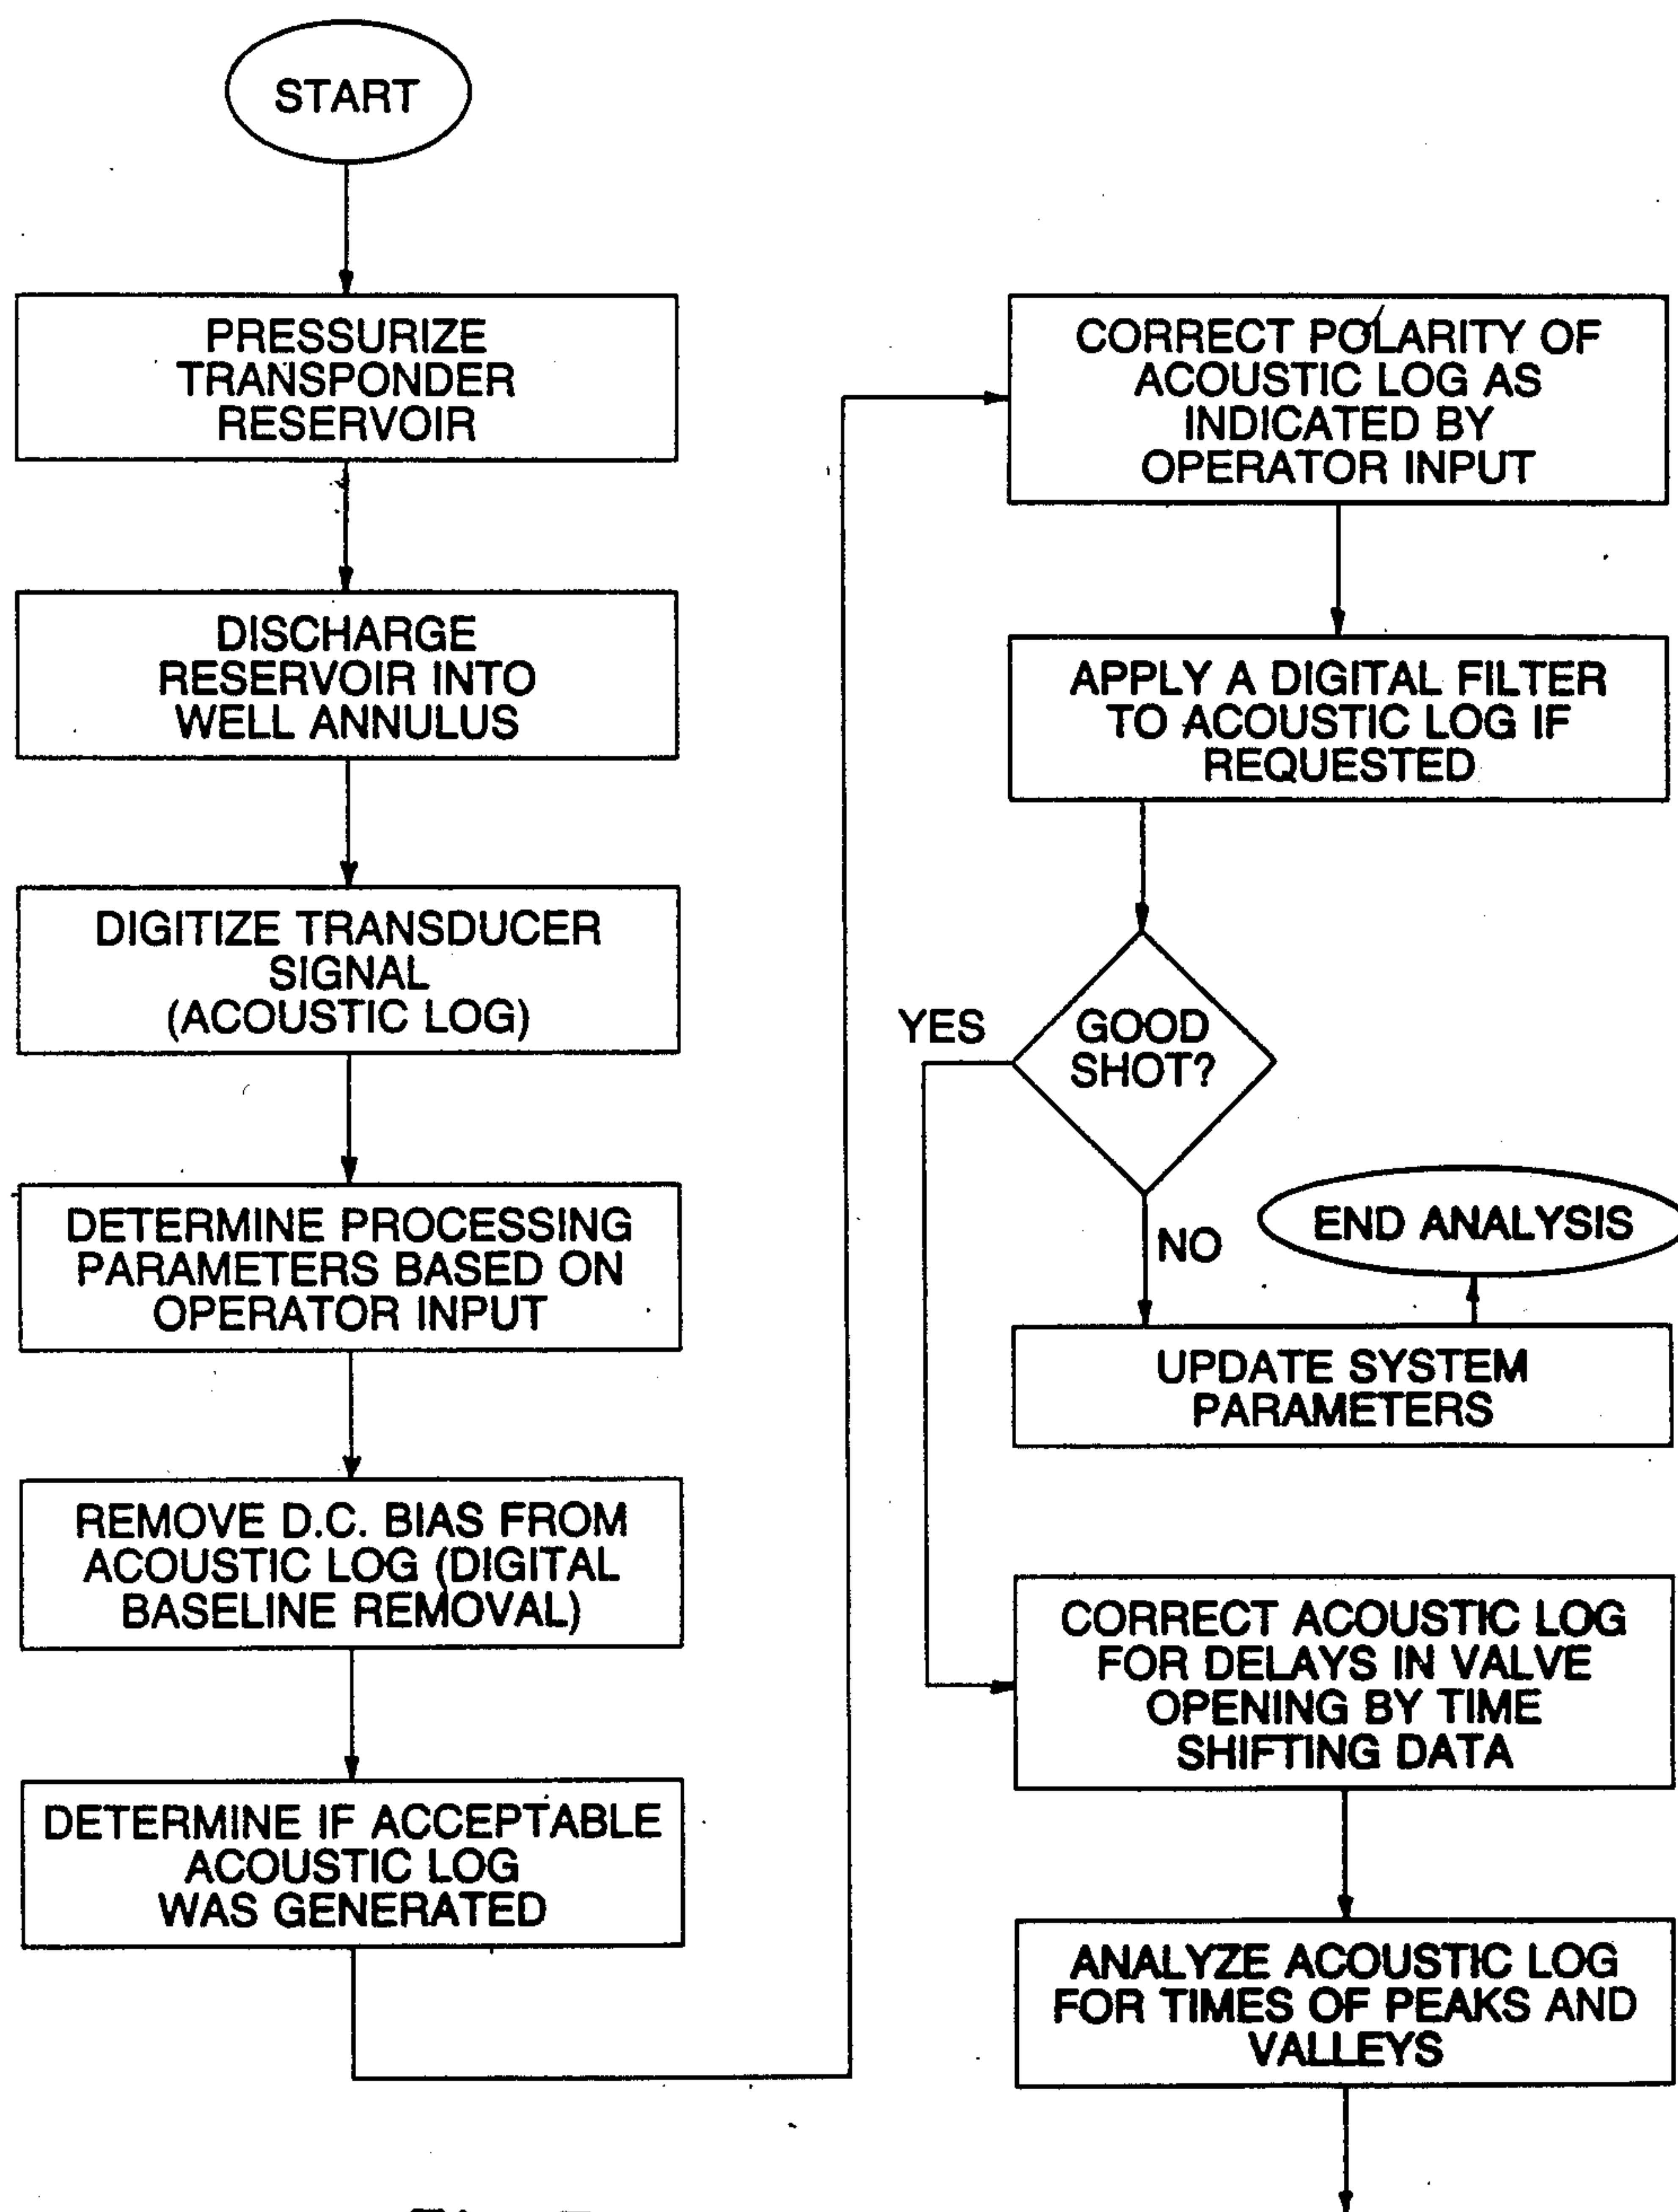 START
PRESSURIZE
TRANSPONDER
RESERVOIR
DISCHARGE
RESERVOIR INTO
WELL ANNULUS
DIGITIZE TRANSDUCER
SIGNAL
(ACOUSTIC LOG)
DETERMINE PROCESSING
PARAMETERS BASED ON
OPERATOR INPUT
REMOVE D.C. BIAS FROM
ACOUSTIC LOG (DIGITAL
BASELINE REMOVAL)
DETERMINE IF ACCEPTABLE
ACOUSTIC LOG
WAS GENERATED
CORRECT POLARITY OF
ACOUSTIC LOG AS
INDICATED BY
OPERATOR INPUT
APPLY A DIGITAL FILTER
TO ACOUSTIC LOG IF
REQUESTED
GOOD
SHOT?
YES
NO
END ANALYSIS
UPDATE SYSTEM
PARAMETERS
CORRECT ACOUSTIC LOG
FOR DELAYS IN VALVE
OPENING BY TIME
SHIFTING DATA
ANALYZE ACOUSTIC LOG
FOR TIMES OF PEAKS AND
VALLEYS